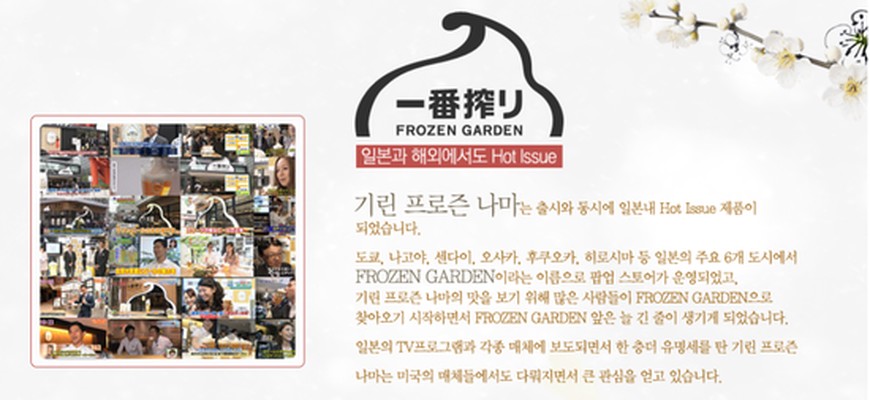 一番搾り
FROZEN GARDEN
일본과 해외에서도 Hot Issue
기린 프로즌 나마는 출시와 동시에 일본내 Hot Issue 제품이
되었습니다.
도쿄, 나고야, 센다이, 오사카, 후쿠오카, 히로시마 등 일본의 주요 6개 도시에서
FROZEN GARDEN이라는 이름으로 팝업 스토어가 운영되었고,
기린 프로즌 나마의 맛을 보기 위해 많은 사람들이 FROZEN GARDEN으로
찾아오기 시작하면서 FROZEN GARDEN 앞은 늘 긴 줄이 생기게 되었습니다.
일본의 TV프로그램과 각종 매체에 보도되면서 한 층더 유명세를 탄 기린 프로즌
나마는 미국의 매체들에서도 다뤄지면서 큰 관심을 얻고 있습니다.